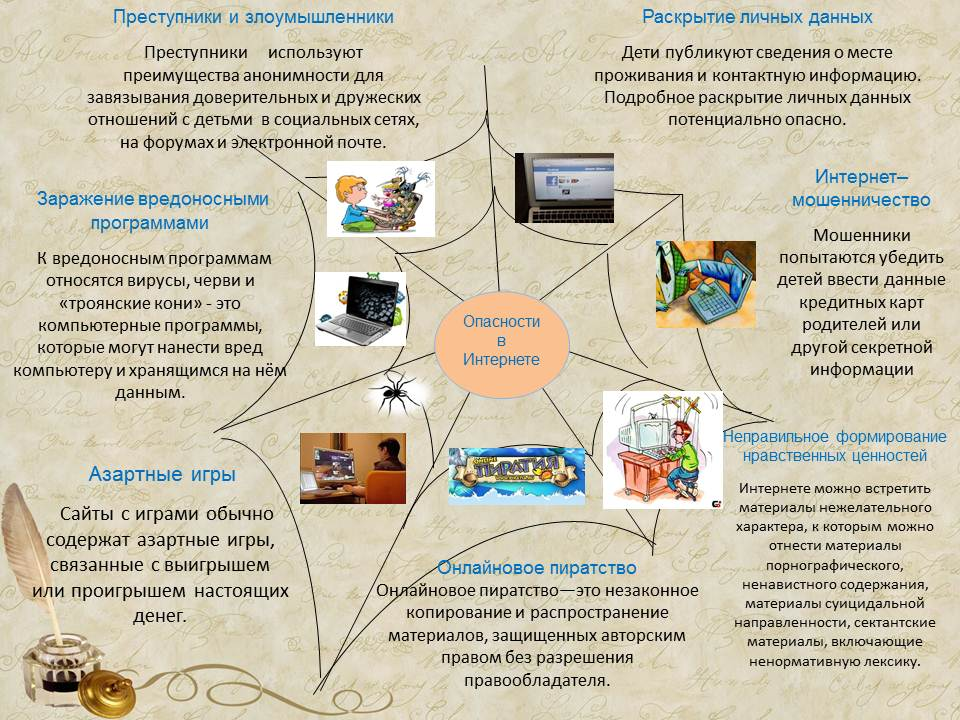 Преступники и злоумышленники
Преступники используют
преимущества анонимности для
завязывания доверительных и дружеских
отношений с детьми в социальных сетях,
на форумах и электронной почте.
Раскрытие личных данных
Дети публикуют сведения о месте
проживания и контактную информацию.
Подробное раскрытие личных данных
потенциально опасно.
Заражение вредоносными
программами
К вредоносным программам
относятся вирусы, черви и
«троянские кони» - это
компьютерные программы,
которые могут нанести вред
компьютеру и хранящимся на нём
данным.
Интернет–
мошенничество
Мошенники
попытаются убедить
детей ввести данные
кредитных карт
родителей или
другой секретной
информации
Опасности
в
Интернете
Азартные игры
Сайты с играми обычно
содержат азартные игры,
связанные с выигрышем
или проигрышем настоящих
денег.
ПИРАТИЯ
Онлайновое пиратство
Онлайновое пиратство—это незаконное
копирование и распространение
материалов, защищенных авторским
правом без разрешения
правообладателя.
Неправильное формирование
нравственных ценностей
Интернете можно встретить
материалы нежелательного
характера, к которым можно
отнести материалы
порнографического,
ненавистного содержания,
материалы суицидальной
направленности, сектантские
материалы, включающие
ненормативную лексику.